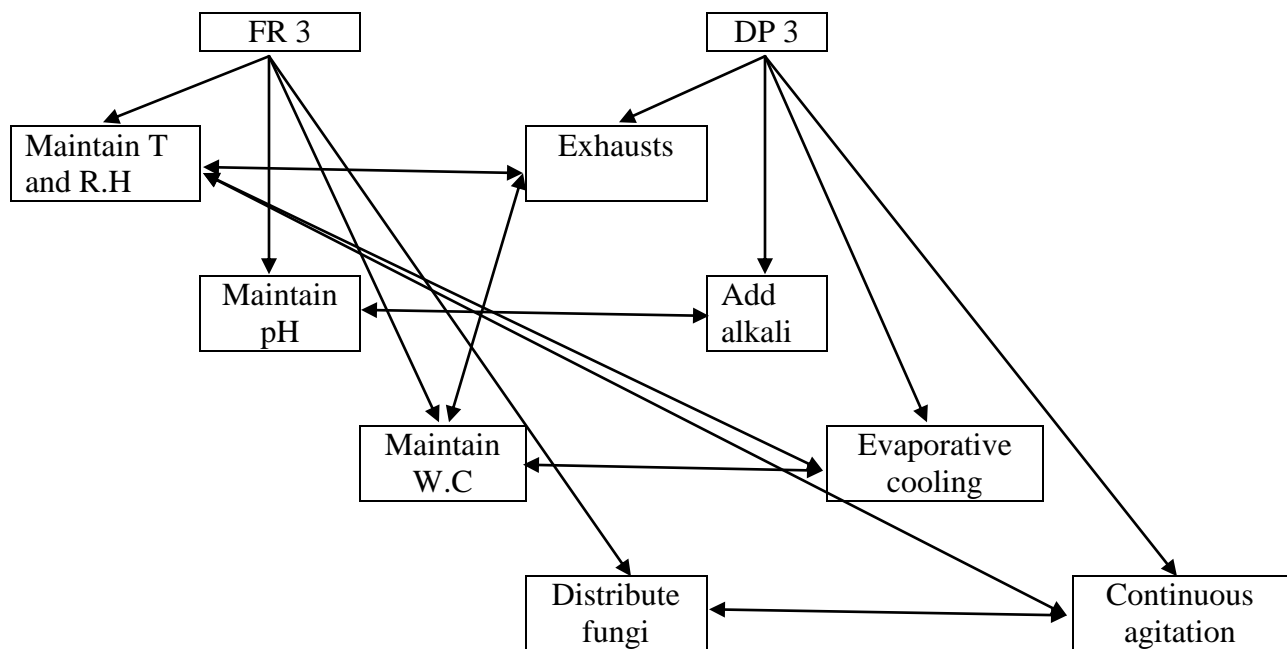 FR 3
DP 3
Maintain T
and R.H
Exhausts
Maintain
pH
Add
alkali
Maintain
W.C
Evaporative
cooling
Distribute
fungi
Continuous
agitation